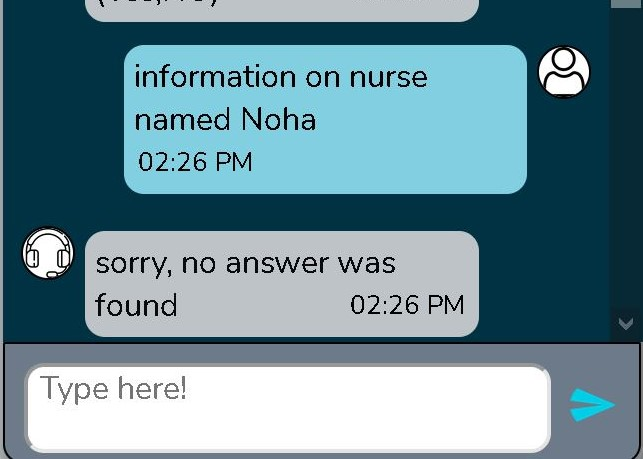 information on nurse
named Noha
02:26 PM
sorry, no answer was
found 02:26 PM
Type here!